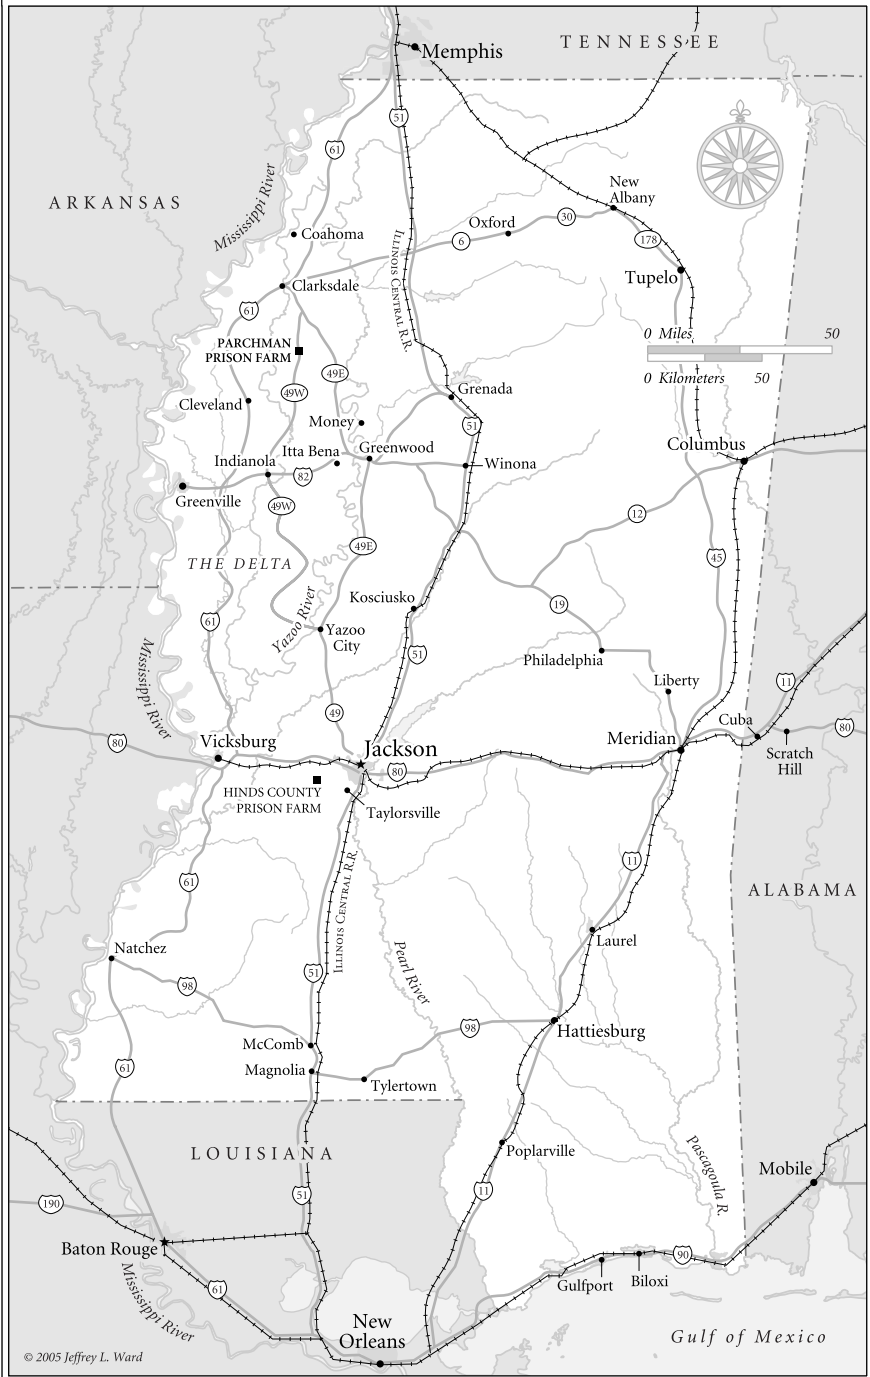 TENNESSEE
Memphis
51
61
ARKANSAS
Mississippi River
New
Albany
Oxford
30
Coahoma
6
178
ILLINOIS CENTRAL R.R.
Tupelo
Clarksdale
61
0 Miles 50
PARCHMAN
PRISON FARM
49E
0 Kilometers 50
49W
Grenada
Cleveland
Money
51
Columbus
Itta Bena
Greenwood
Indianola
Winona
82
Greenville
49W
12
49E
45
THE DELTA
Kosciusko
19
Yazoo River
61
Yazoo
City
51
Philadelphia
Mississippi River
Liberty
11
49
Cuba
80
Vicksburg
Jackson
Meridian
80
80
Scratch
Hill
HINDS COUNTY
PRISON FARM
Taylorsville
11
61
ILLINOIS CENTRAL R.R.
ALABAMA
Natchez
Laurel
Pearl River
51
98
98
Hattiesburg
McComb
61
Magnolia
Tylertown
LOUISIANA
Poplarville
Pascagoula R.
Mobile
11
51
190
Baton Rouge
90
Mississippi River
61
Gulfport
Biloxi
New
Orleans
Gulf of Mexico
© 2005 Jeffrey L. Ward